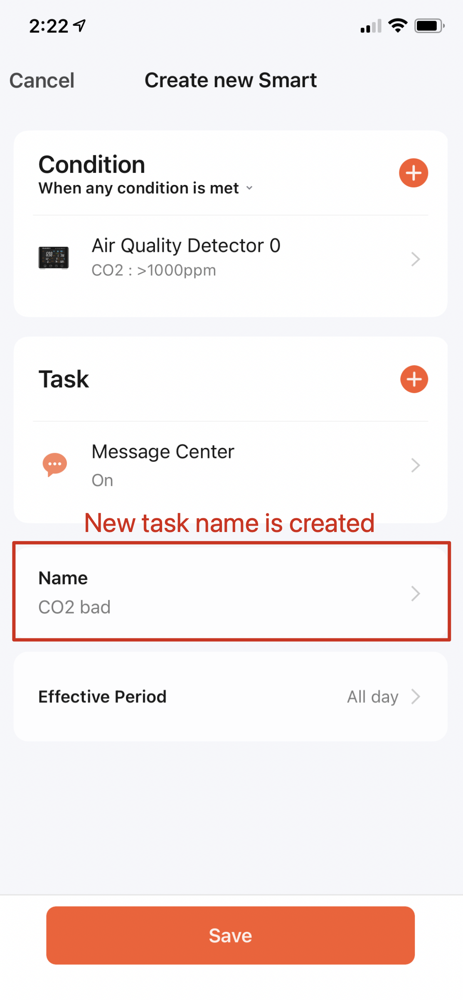 2:22
Cancel
Create new Smart
Condition
When any condition is met
Air Quality Detector 0
CO2 : >1000ppm
Task
Message Center
On
New task name is created
Name
CO2 bad
Effective Period
All day
Save